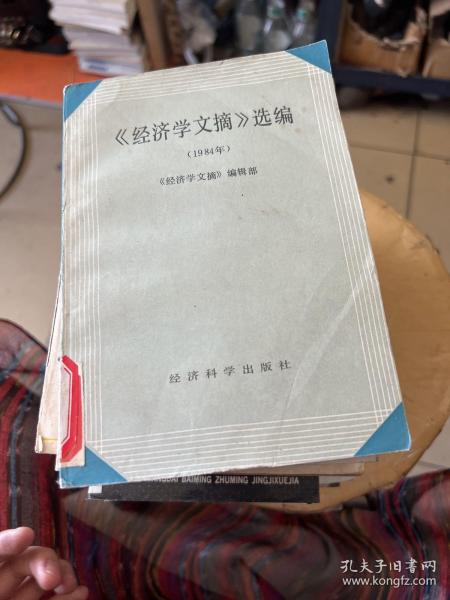 《经济学文摘》选编
（1984年）
《经济学文摘》编辑部
经济科学出版社
BAIMING ZHUMING JINGJIXUEJIA
孔夫子旧书网
www.kongfz.com